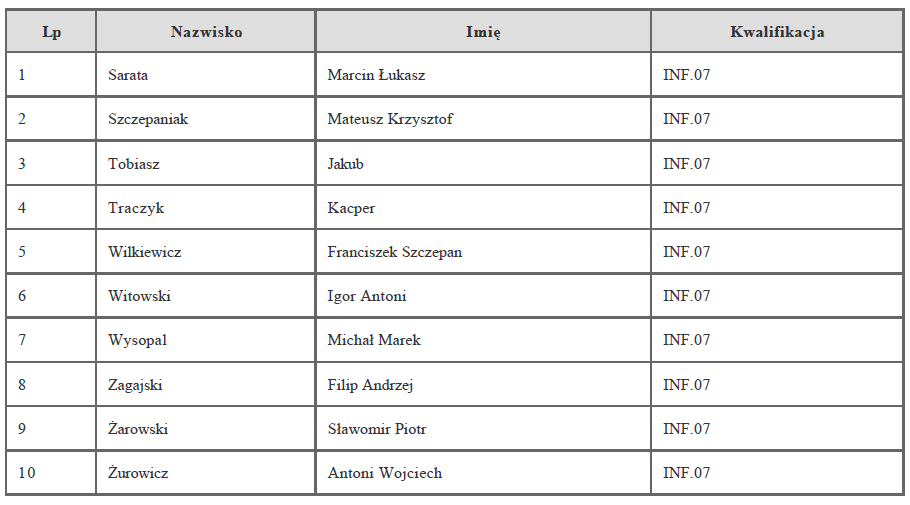 Lp Nazwisko Imię Kwalifikacja
1 Sarata Marcin Łukasz INF.07
2 Szczepaniak Mateusz Krzysztof INF.07
3 Tobiasz Jakub INF.07
4 Traczyk Kacper INF.07
5 Wilkiewicz Franciszek Szczepan INF.07
6 Witowski Igor Antoni INF.07
7 Wysopal Michał Marek INF.07
8 Zagajski Filip Andrzej INF.07
9 Żarowski Sławomir Piotr INF.07
10 Żurowicz Antoni Wojciech INF.07